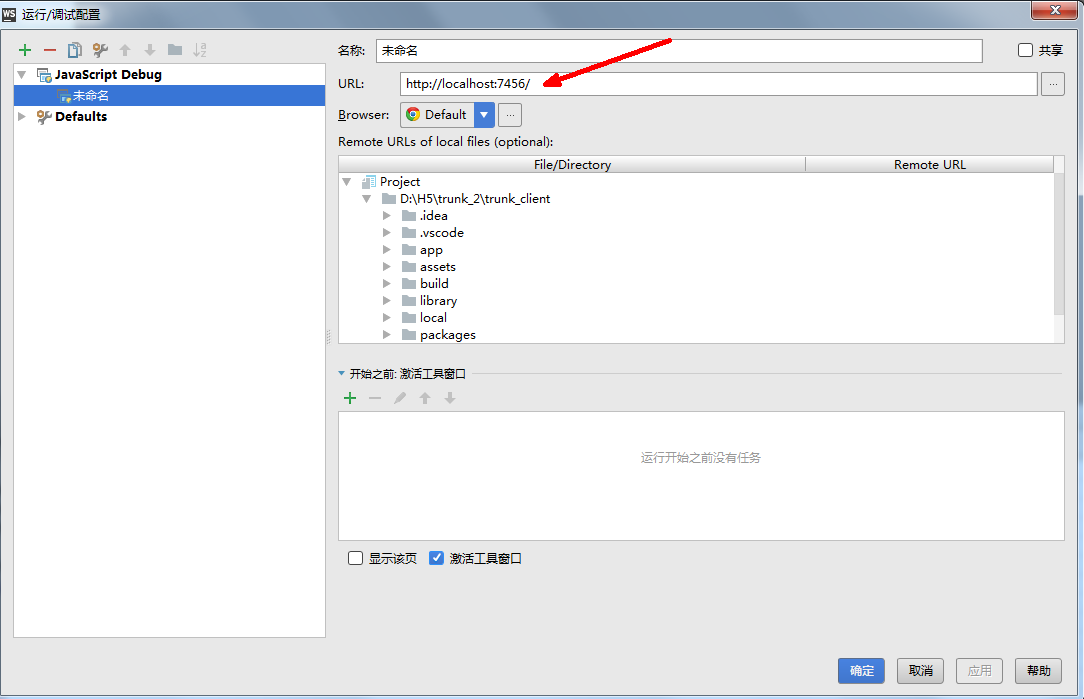 WS 运行/调试配置
名称: 未命名 共享
JavaScript Debug
未命名
Defaults
URL: http://localhost:7456/ ...
Browser: Default ...
Remote URLs of local files (optional):
File/Directory Remote URL
Project
D:\H5\trunk_2\trunk_client
.idea
.vscode
app
assets
build
library
local
packages
开始之前: 激活工具窗口
运行开始之前没有任务
显示该页 激活工具窗口
确定 取消 应用 帮助